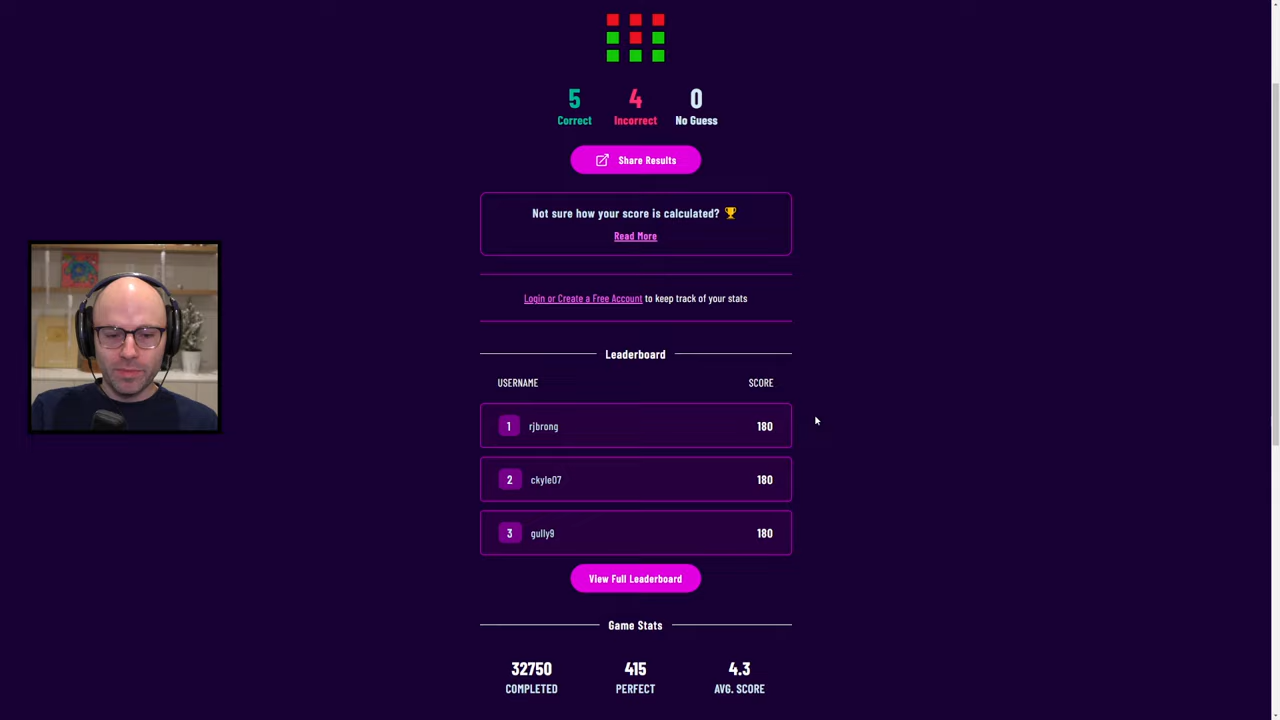 5 4 0
Correct Incorrect No Guess
Share Results
Not sure how your score is calculated? 🏆
Read More
Login or Create a Free Account to keep track of your stats
Leaderboard
USERNAME SCORE
1 rjbrong 180
2 ckyle07 180
3 gully9 180
View Full Leaderboard
Game Stats
32750 415 4.3
COMPLETED PERFECT AVG. SCORE